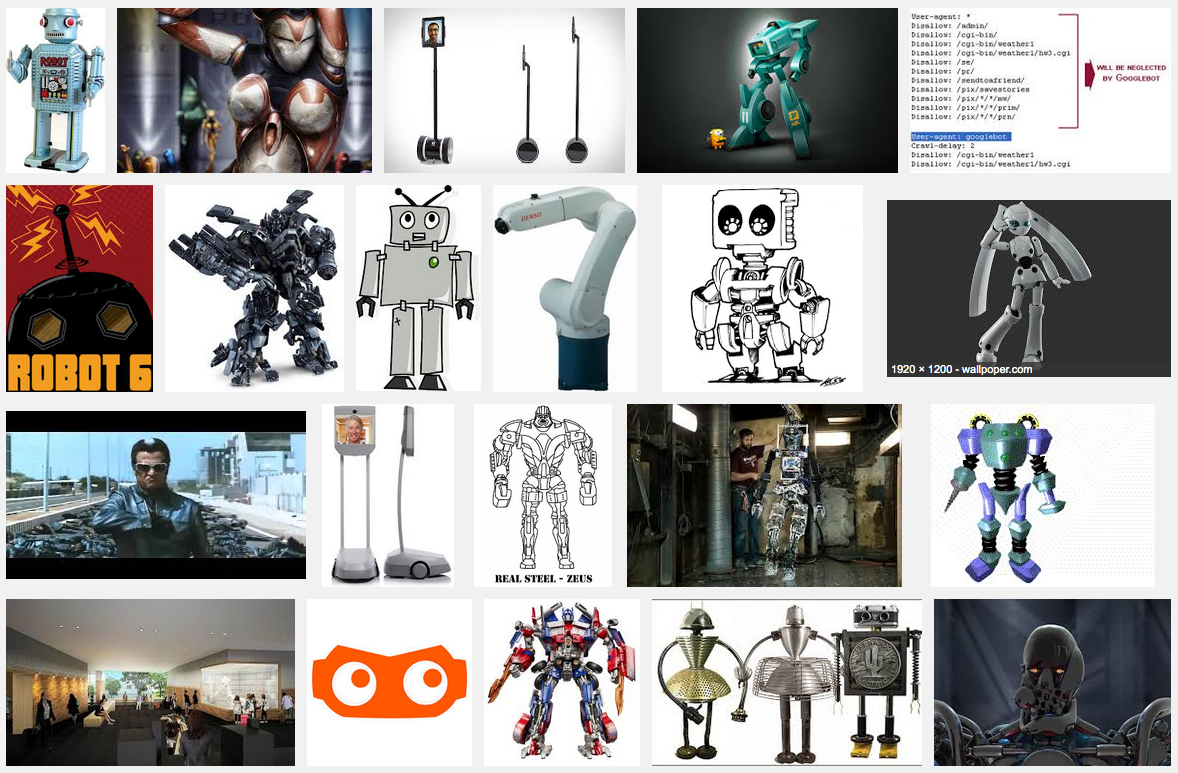 ROBOT
User-agent: *
Disallow: /admin/
Disallow: /cgi-bin/
Disallow: /cgi-bin/weather1
Disallow: /cgi-bin/weather1/hw3.cgi
Disallow: /se/
Disallow: /pr/
Disallow: /sendtoafriend/
Disallow: /pix/savestories
Disallow: /pix/*/*/mw/
Disallow: /pix/*/*/prim/
Disallow: /pix/*/*/prn/
WILL BE NEGLECTED
BY GOOGLEBOT
User-agent: googlebot
Crawl-delay: 2
Disallow: /cgi-bin/weather1
Disallow: /cgi-bin/weather1/hw3.cgi
ROBOT 6
DENSO
1920 × 1200 - wallpoper.com
REAL STEEL - ZEUS